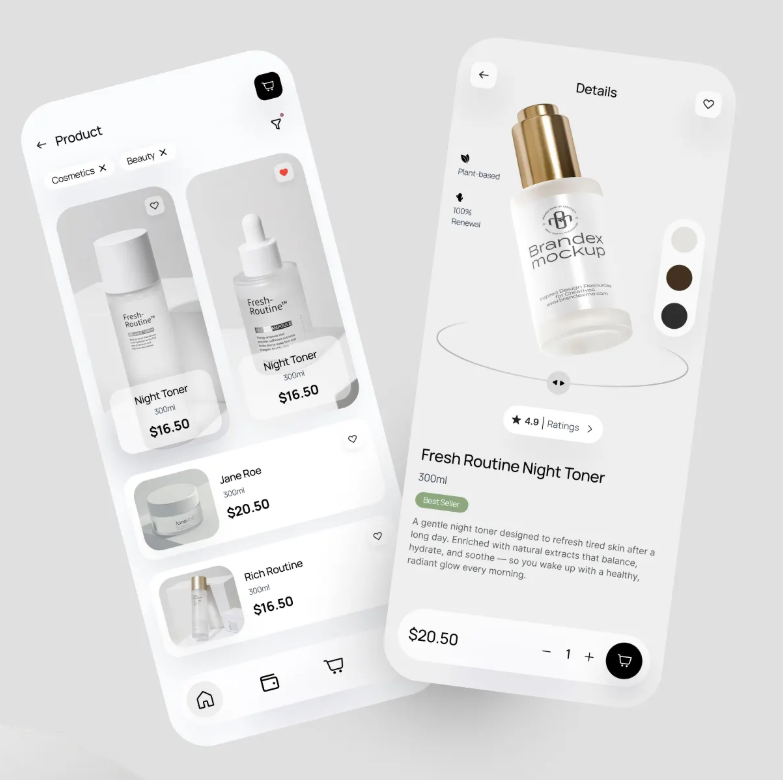 Product
Cosmetics ✕
Beauty ✕
Fresh-
Routine™
Night Toner
300ml
$16.50
Fresh-
Routine™
Night Toner
300ml
$16.50
Jane Roe
300ml
$20.50
Rich Routine
300ml
$16.50
Details
Plant-based
100%
Renewal
Brandex
mockup
4.9 | Ratings
Fresh Routine Night Toner
300ml
Best Seller
A gentle night toner designed to refresh tired skin after a
long day. Enriched with natural extracts that balance,
hydrate, and soothe — so you wake up with a healthy,
radiant glow every morning.
$20.50
− 1 +